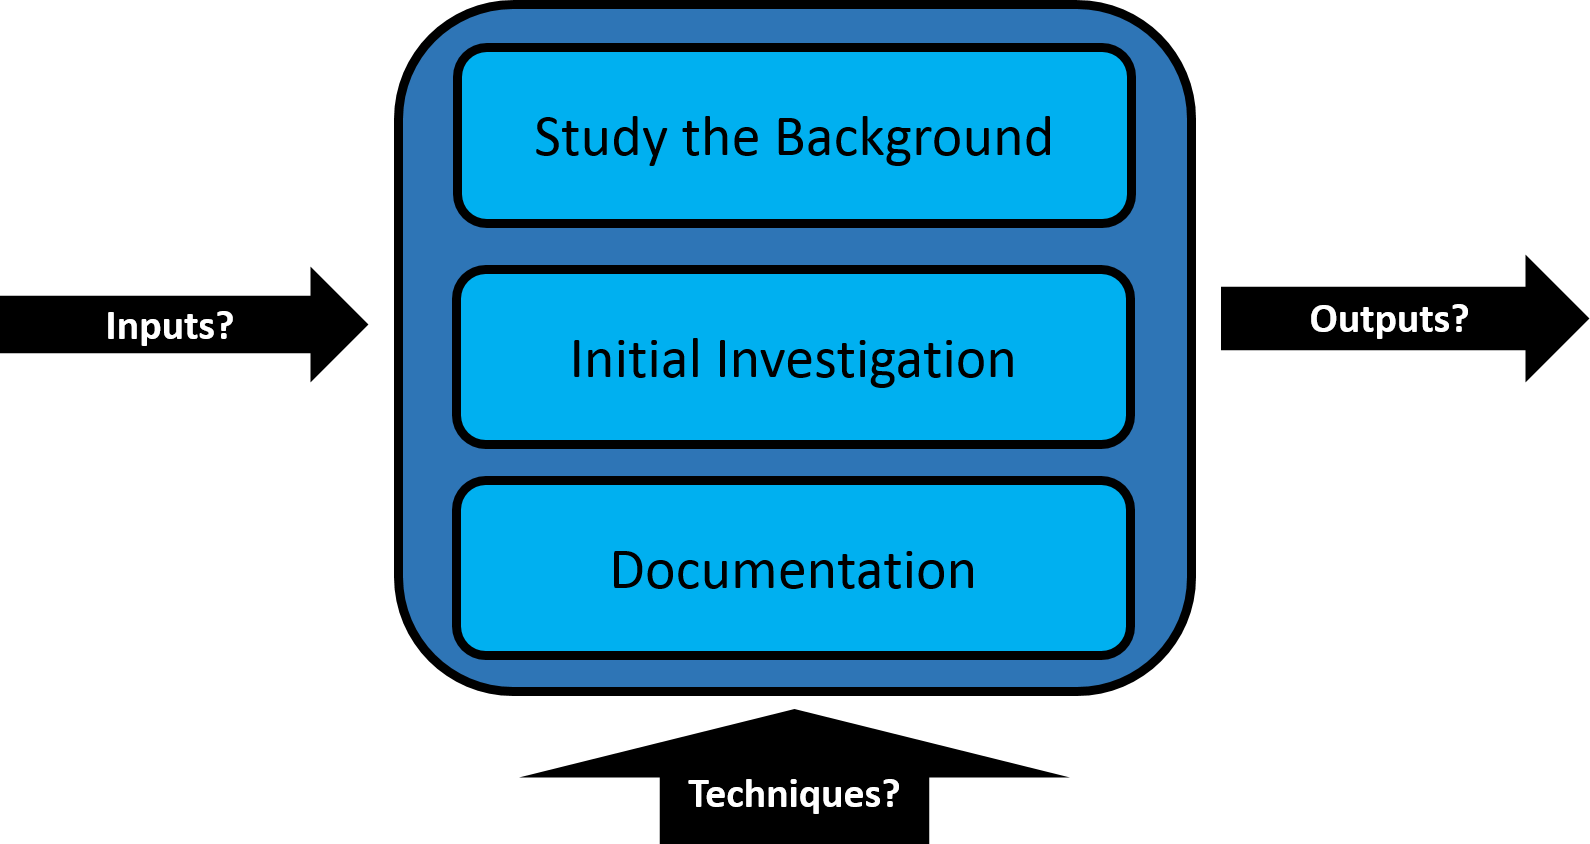 Study the Background
Inputs?
Initial Investigation
Outputs?
Documentation
Techniques?